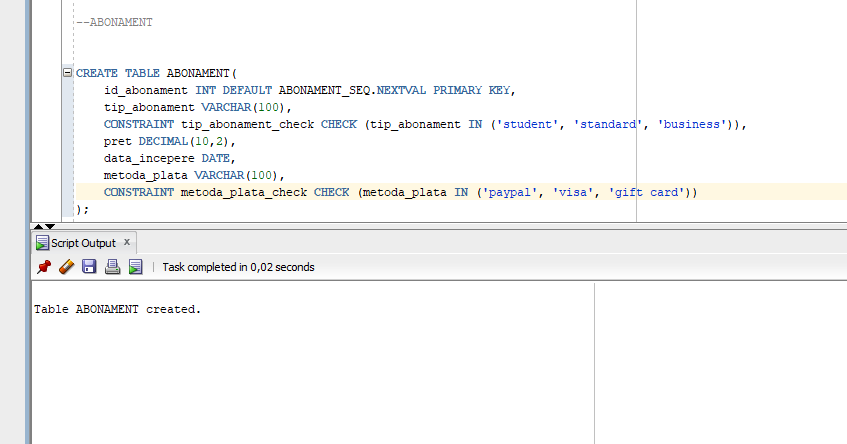 --ABONAMENT
CREATE TABLE ABONAMENT(
id_abonament INT DEFAULT ABONAMENT_SEQ.NEXTVAL PRIMARY KEY,
tip_abonament VARCHAR(100),
CONSTRAINT tip_abonament_check CHECK (tip_abonament IN ('student', 'standard', 'business')),
pret DECIMAL(10,2),
data_incepere DATE,
metoda_plata VARCHAR(100),
CONSTRAINT metoda_plata_check CHECK (metoda_plata IN ('paypal', 'visa', 'gift card'))
);
Script Output x
Task completed in 0,02 seconds
Table ABONAMENT created.